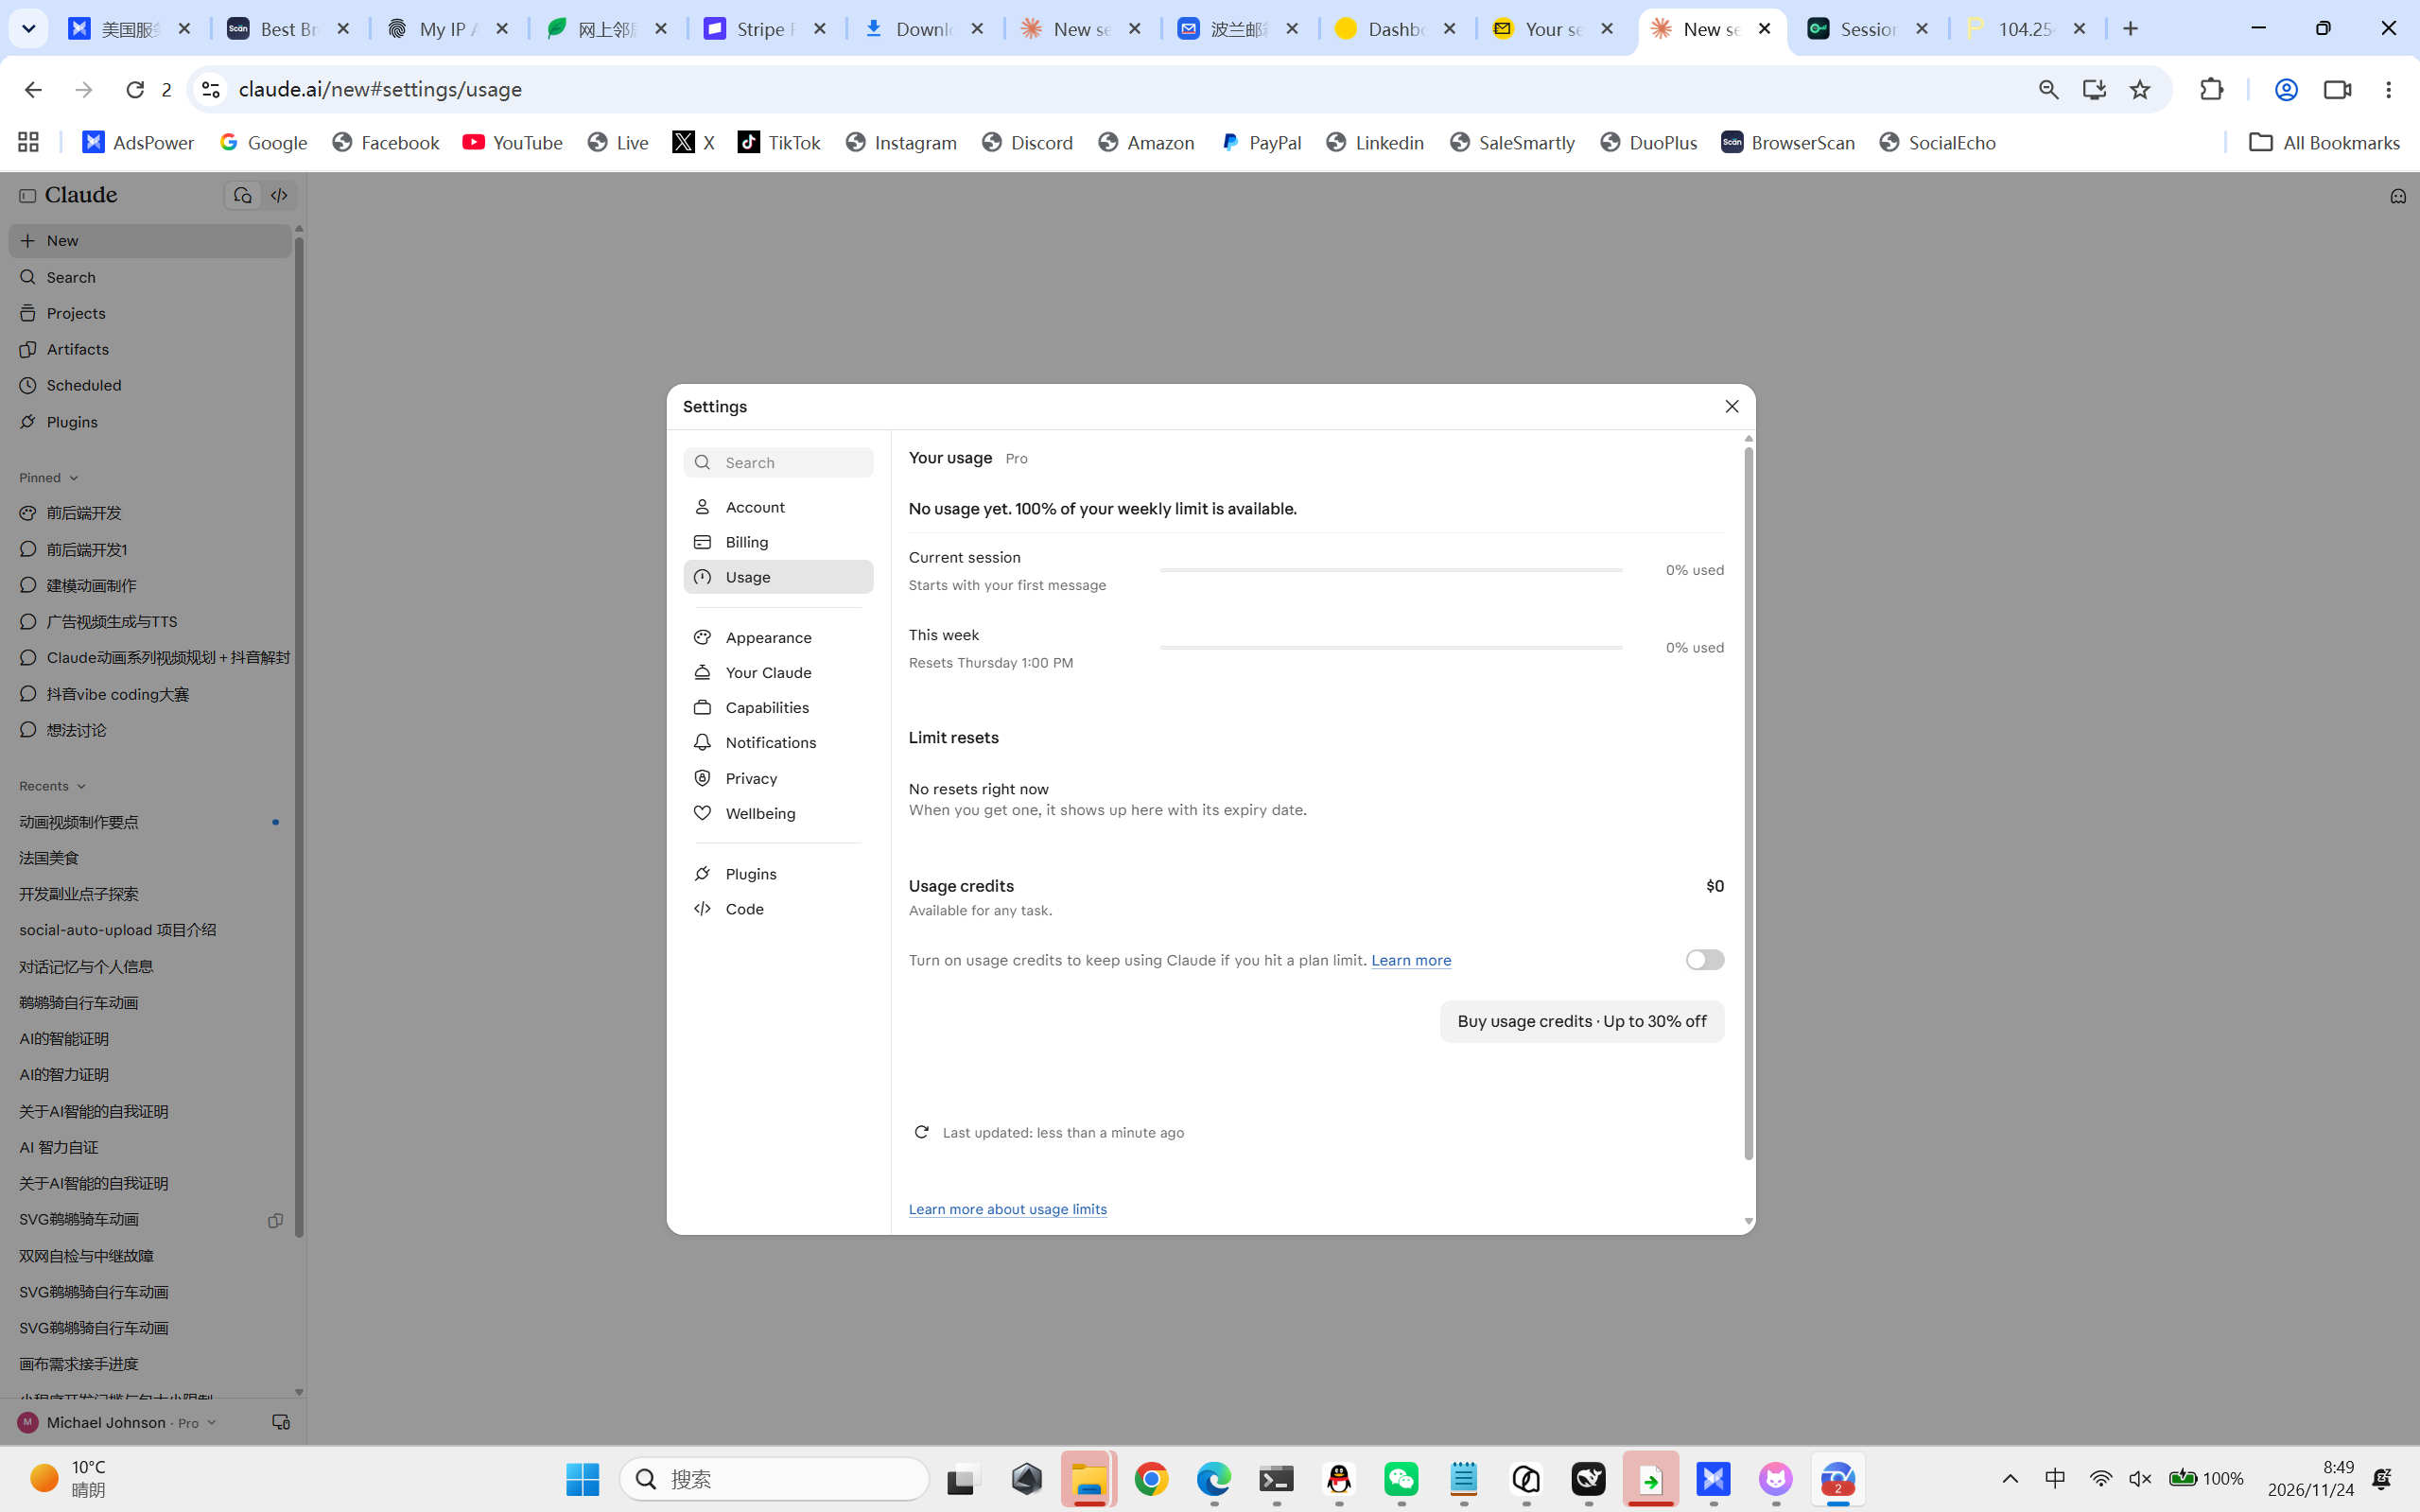 美国服务
Best Br
My IP A
网上邻居
Stripe
Downlo
New se
波兰邮箱
Dashbo
Your se
New se
Session
104.25
2
claude.ai/new#settings/usage
AdsPower
Google
Facebook
YouTube
Live
X
TikTok
Instagram
Discord
Amazon
PayPal
Linkedin
SaleSmartly
DuoPlus
BrowserScan
SocialEcho
All Bookmarks
Claude
New
Search
Projects
Artifacts
Scheduled
Plugins
Pinned
前后端开发
前后端开发1
建模动画制作
广告视频生成与TTS
Claude动画系列视频规划 + 抖音解封
抖音vibe coding大赛
想法讨论
Recents
动画视频制作要点
法国美食
开发副业点子探索
social-auto-upload 项目介绍
对话记忆与个人信息
鹈鹕骑自行车动画
AI的智能证明
AI的智力证明
关于AI智能的自我证明
AI 智力自证
关于AI智能的自我证明
SVG鹈鹕骑车动画
双网自检与中继故障
SVG鹈鹕骑自行车动画
SVG鹈鹕骑自行车动画
画布需求接手进度
小程序开发门槛与包大小限制
M
Michael Johnson · Pro
Settings
Search
Account
Billing
Usage
Appearance
Your Claude
Capabilities
Notifications
Privacy
Wellbeing
Plugins
Code
Your usage Pro
No usage yet. 100% of your weekly limit is available.
Current session
Starts with your first message
0% used
This week
Resets Thursday 1:00 PM
0% used
Limit resets
No resets right now
When you get one, it shows up here with its expiry date.
Usage credits
$0
Available for any task.
Turn on usage credits to keep using Claude if you hit a plan limit. Learn more
Buy usage credits · Up to 30% off
Last updated: less than a minute ago
Learn more about usage limits
10°C
晴朗
搜索
2
中
100%
8:49
2026/11/24